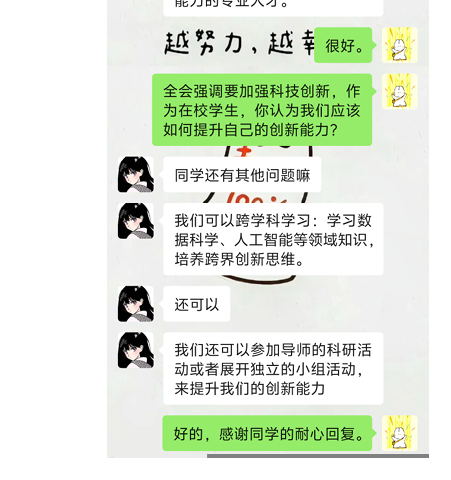 能力的专业人才。
越努力，越幸
很好。
全会强调要加强科技创新，作
为在校学生，你认为我们应该
如何提升自己的创新能力？
同学还有其他问题嘛
我们可以跨学科学习：学习数
据科学、人工智能等领域知识，
培养跨界创新思维。
还可以
我们还可以参加导师的科研活
动或者展开独立的小组活动，
来提升我们的创新能力
好的，感谢同学的耐心回复。